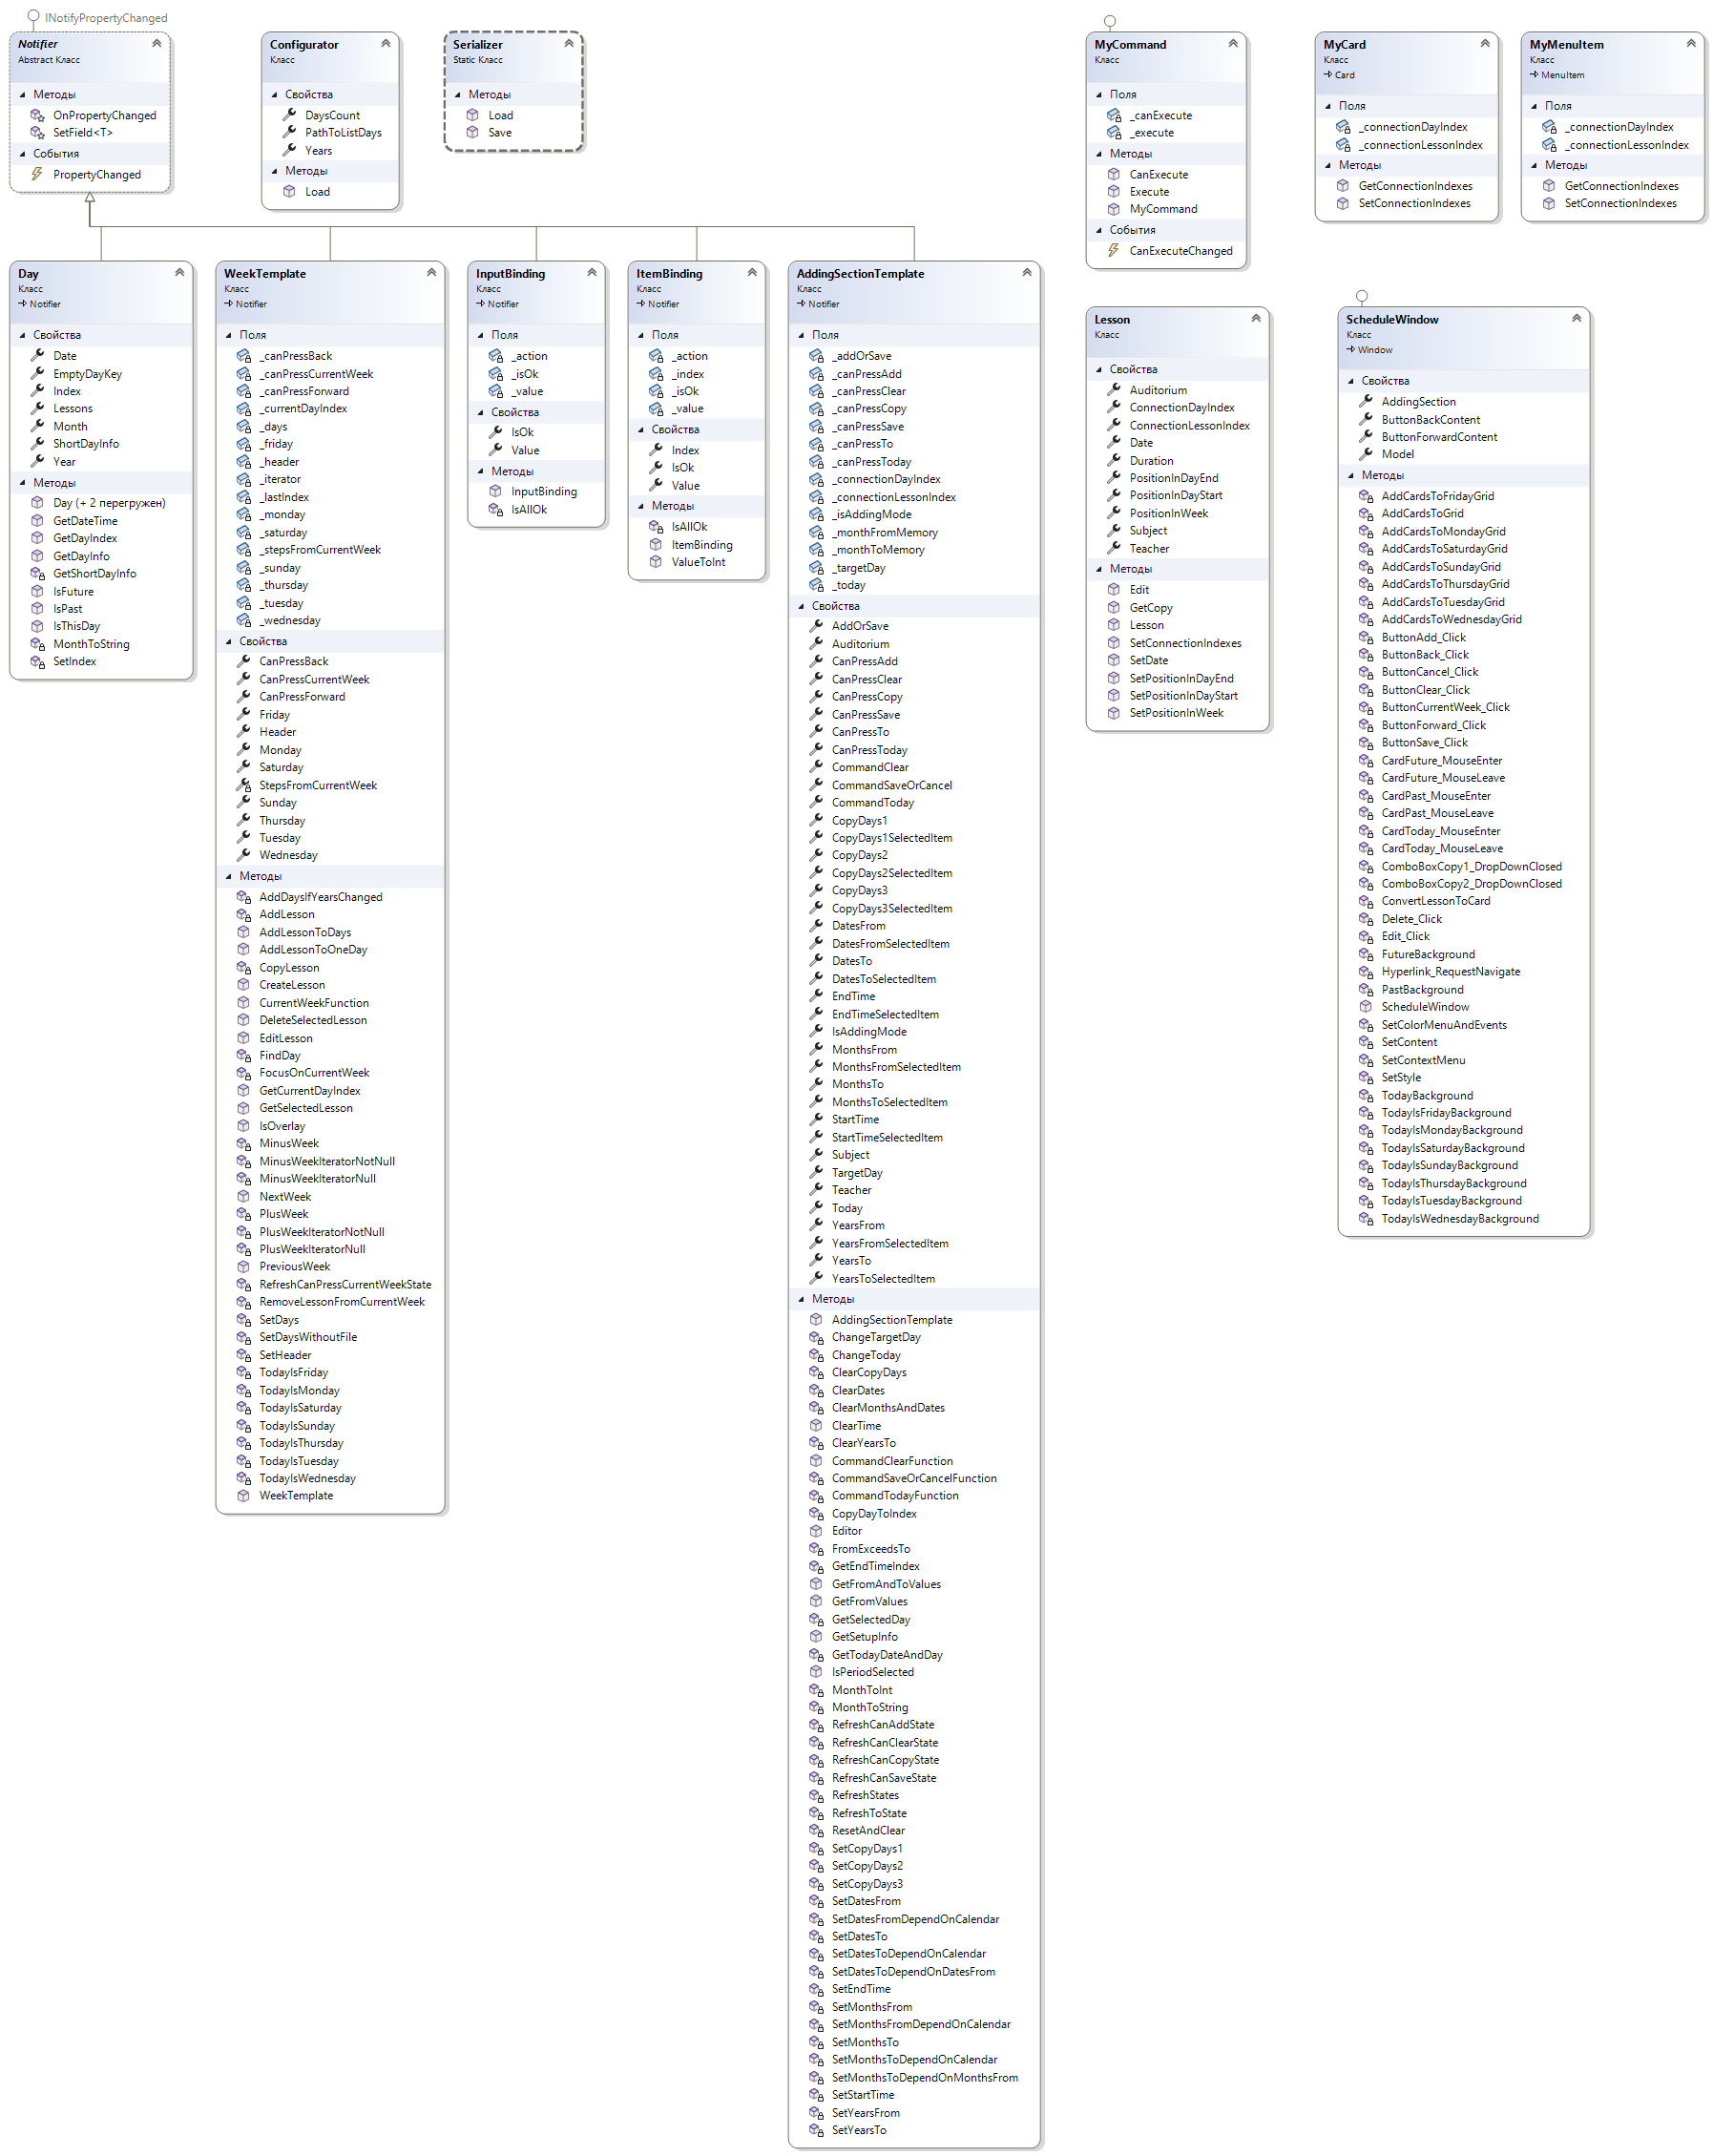 INotifyPropertyChanged
Notifier
Abstract Класс
Методы
OnPropertyChanged
SetField<T>
События
PropertyChanged
Configurator
Класс
Свойства
DaysCount
PathToListDays
Years
Методы
Load
Serializer
Static Класс
Методы
Load
Save
MyCommand
Класс
Поля
_canExecute
_execute
Методы
CanExecute
Execute
MyCommand
События
CanExecuteChanged
MyCard
Класс
Card
Поля
_connectionDayIndex
_connectionLessonIndex
Методы
GetConnectionIndexes
SetConnectionIndexes
MyMenuItem
Класс
MenuItem
Поля
_connectionDayIndex
_connectionLessonIndex
Методы
GetConnectionIndexes
SetConnectionIndexes
Day
Класс
Notifier
Свойства
Date
EmptyDayKey
Index
Lessons
Month
ShortDayInfo
Year
Методы
Day (+ 2 перегружен)
GetDateTime
GetDayIndex
GetDayInfo
GetShortDayInfo
IsFuture
IsPast
IsThisDay
MonthToString
SetIndex
WeekTemplate
Класс
Notifier
Поля
_canPressBack
_canPressCurrentWeek
_canPressForward
_currentDayIndex
_days
_friday
_header
_iterator
_lastIndex
_monday
_saturday
_stepsFromCurrentWeek
_sunday
_thursday
_tuesday
_wednesday
Свойства
CanPressBack
CanPressCurrentWeek
CanPressForward
Friday
Header
Monday
Saturday
StepsFromCurrentWeek
Sunday
Thursday
Tuesday
Wednesday
Методы
AddDaysIfYearsChanged
AddLesson
AddLessonToDays
AddLessonToOneDay
CopyLesson
CreateLesson
CurrentWeekFunction
DeleteSelectedLesson
EditLesson
FindDay
FocusOnCurrentWeek
GetCurrentDayIndex
GetSelectedLesson
IsOverlay
MinusWeek
MinusWeekIteratorNotNull
MinusWeekIteratorNull
NextWeek
PlusWeek
PlusWeekIteratorNotNull
PlusWeekIteratorNull
PreviousWeek
RefreshCanPressCurrentWeekState
RemoveLessonFromCurrentWeek
SetDays
SetDaysWithoutFile
SetHeader
TodayIsFriday
TodayIsMonday
TodayIsSaturday
TodayIsSunday
TodayIsThursday
TodayIsTuesday
TodayIsWednesday
WeekTemplate
InputBinding
Класс
Notifier
Поля
_action
_isOk
_value
Свойства
IsOk
Value
Методы
InputBinding
IsAllOk
ItemBinding
Класс
Notifier
Поля
_action
_index
_isOk
_value
Свойства
Index
IsOk
Value
Методы
IsAllOk
ItemBinding
ValueToInt
AddingSectionTemplate
Класс
Notifier
Поля
_addOrSave
_canPressAdd
_canPressClear
_canPressCopy
_canPressSave
_canPressTo
_canPressToday
_connectionDayIndex
_connectionLessonIndex
_isAddingMode
_monthFromMemory
_monthToMemory
_targetDay
_today
Свойства
AddOrSave
Auditorium
CanPressAdd
CanPressClear
CanPressCopy
CanPressSave
CanPressTo
CanPressToday
CommandClear
CommandSaveOrCancel
CommandToday
CopyDays1
CopyDays1SelectedItem
CopyDays2
CopyDays2SelectedItem
CopyDays3
CopyDays3SelectedItem
DatesFrom
DatesFromSelectedItem
DatesTo
DatesToSelectedItem
EndTime
EndTimeSelectedItem
IsAddingMode
MonthsFrom
MonthsFromSelectedItem
MonthsTo
MonthsToSelectedItem
StartTime
StartTimeSelectedItem
Subject
TargetDay
Teacher
Today
YearsFrom
YearsFromSelectedItem
YearsTo
YearsToSelectedItem
Методы
AddingSectionTemplate
ChangeTargetDay
ChangeToday
ClearCopyDays
ClearDates
ClearMonthsAndDates
ClearTime
ClearYearsTo
CommandClearFunction
CommandSaveOrCancelFunction
CommandTodayFunction
CopyDayToIndex
Editor
FromExceedsTo
GetEndTimeIndex
GetFromAndToValues
GetFromValues
GetSelectedDay
GetSetupInfo
GetTodayDateAndDay
IsPeriodSelected
MonthToInt
MonthToString
RefreshCanAddState
RefreshCanClearState
RefreshCanCopyState
RefreshCanSaveState
RefreshStates
RefreshToState
ResetAndClear
SetCopyDays1
SetCopyDays2
SetCopyDays3
SetDatesFrom
SetDatesFromDependOnCalendar
SetDatesTo
SetDatesToDependOnCalendar
SetDatesToDependOnDatesFrom
SetEndTime
SetMonthsFrom
SetMonthsFromDependOnCalendar
SetMonthsTo
SetMonthsToDependOnCalendar
SetMonthsToDependOnMonthsFrom
SetStartTime
SetYearsFrom
SetYearsTo
Lesson
Класс
Свойства
Auditorium
ConnectionDayIndex
ConnectionLessonIndex
Date
Duration
PositionInDayEnd
PositionInDayStart
PositionInWeek
Subject
Teacher
Методы
Edit
GetCopy
Lesson
SetConnectionIndexes
SetDate
SetPositionInDayEnd
SetPositionInDayStart
SetPositionInWeek
ScheduleWindow
Класс
Window
Свойства
AddingSection
ButtonBackContent
ButtonForwardContent
Model
Методы
AddCardsToFridayGrid
AddCardsToGrid
AddCardsToMondayGrid
AddCardsToSaturdayGrid
AddCardsToSundayGrid
AddCardsToThursdayGrid
AddCardsToTuesdayGrid
AddCardsToWednesdayGrid
ButtonAdd_Click
ButtonBack_Click
ButtonCancel_Click
ButtonClear_Click
ButtonCurrentWeek_Click
ButtonForward_Click
ButtonSave_Click
CardFuture_MouseEnter
CardFuture_MouseLeave
CardPast_MouseEnter
CardPast_MouseLeave
CardToday_MouseEnter
CardToday_MouseLeave
ComboBoxCopy1_DropDownClosed
ComboBoxCopy2_DropDownClosed
ConvertLessonToCard
Delete_Click
Edit_Click
FutureBackground
Hyperlink_RequestNavigate
PastBackground
ScheduleWindow
SetColorMenuAndEvents
SetContent
SetContextMenu
SetStyle
TodayBackground
TodayIsFridayBackground
TodayIsMondayBackground
TodayIsSaturdayBackground
TodayIsSundayBackground
TodayIsThursdayBackground
TodayIsTuesdayBackground
TodayIsWednesdayBackground